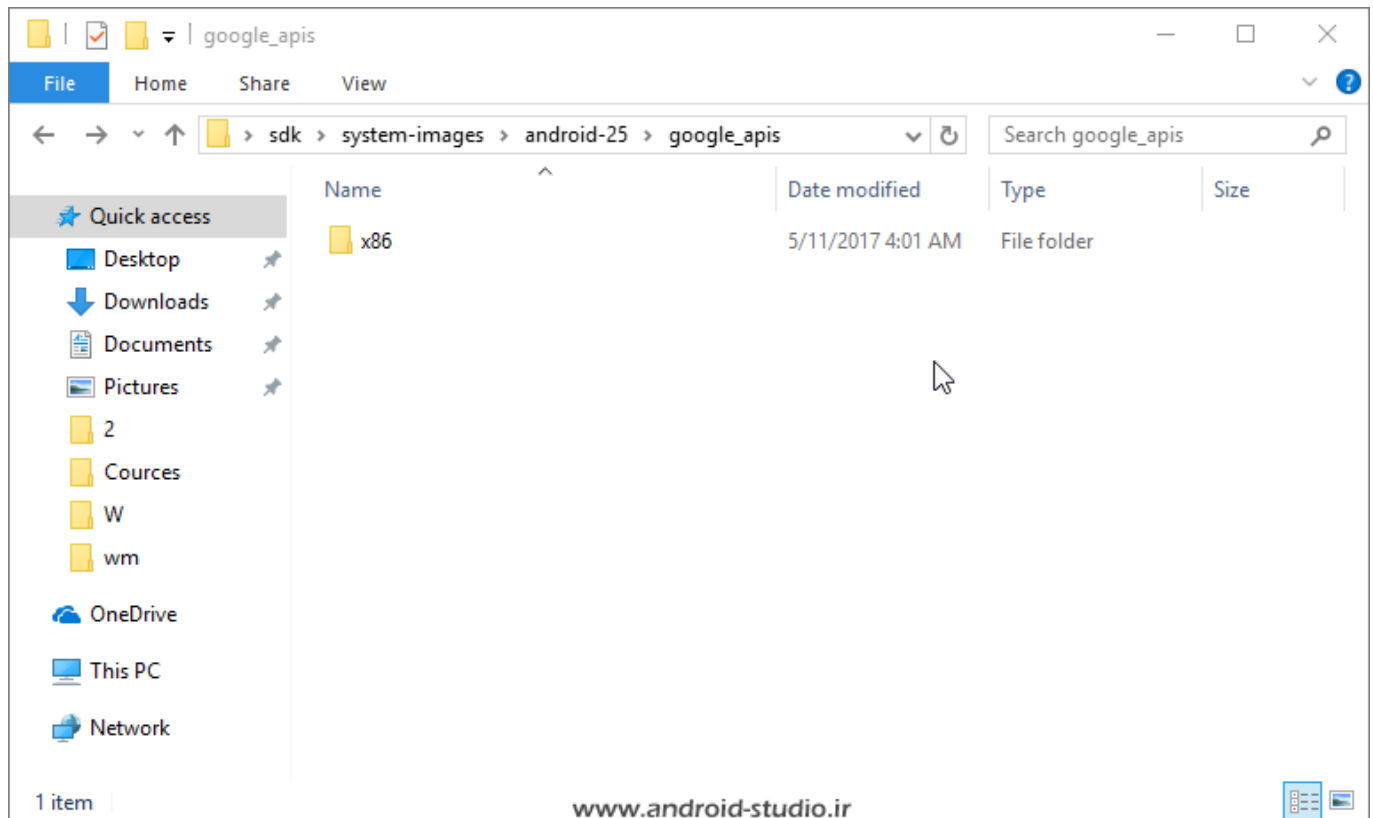 google_apis
File Home Share View
sdk > system-images > android-25 > google_apis Search google_apis
Name Date modified Type Size
Quick access
x86 5/11/2017 4:01 AM File folder
Desktop
Downloads
Documents
Pictures
2
Cources
W
wm
OneDrive
This PC
Network
1 item
www.android-studio.ir